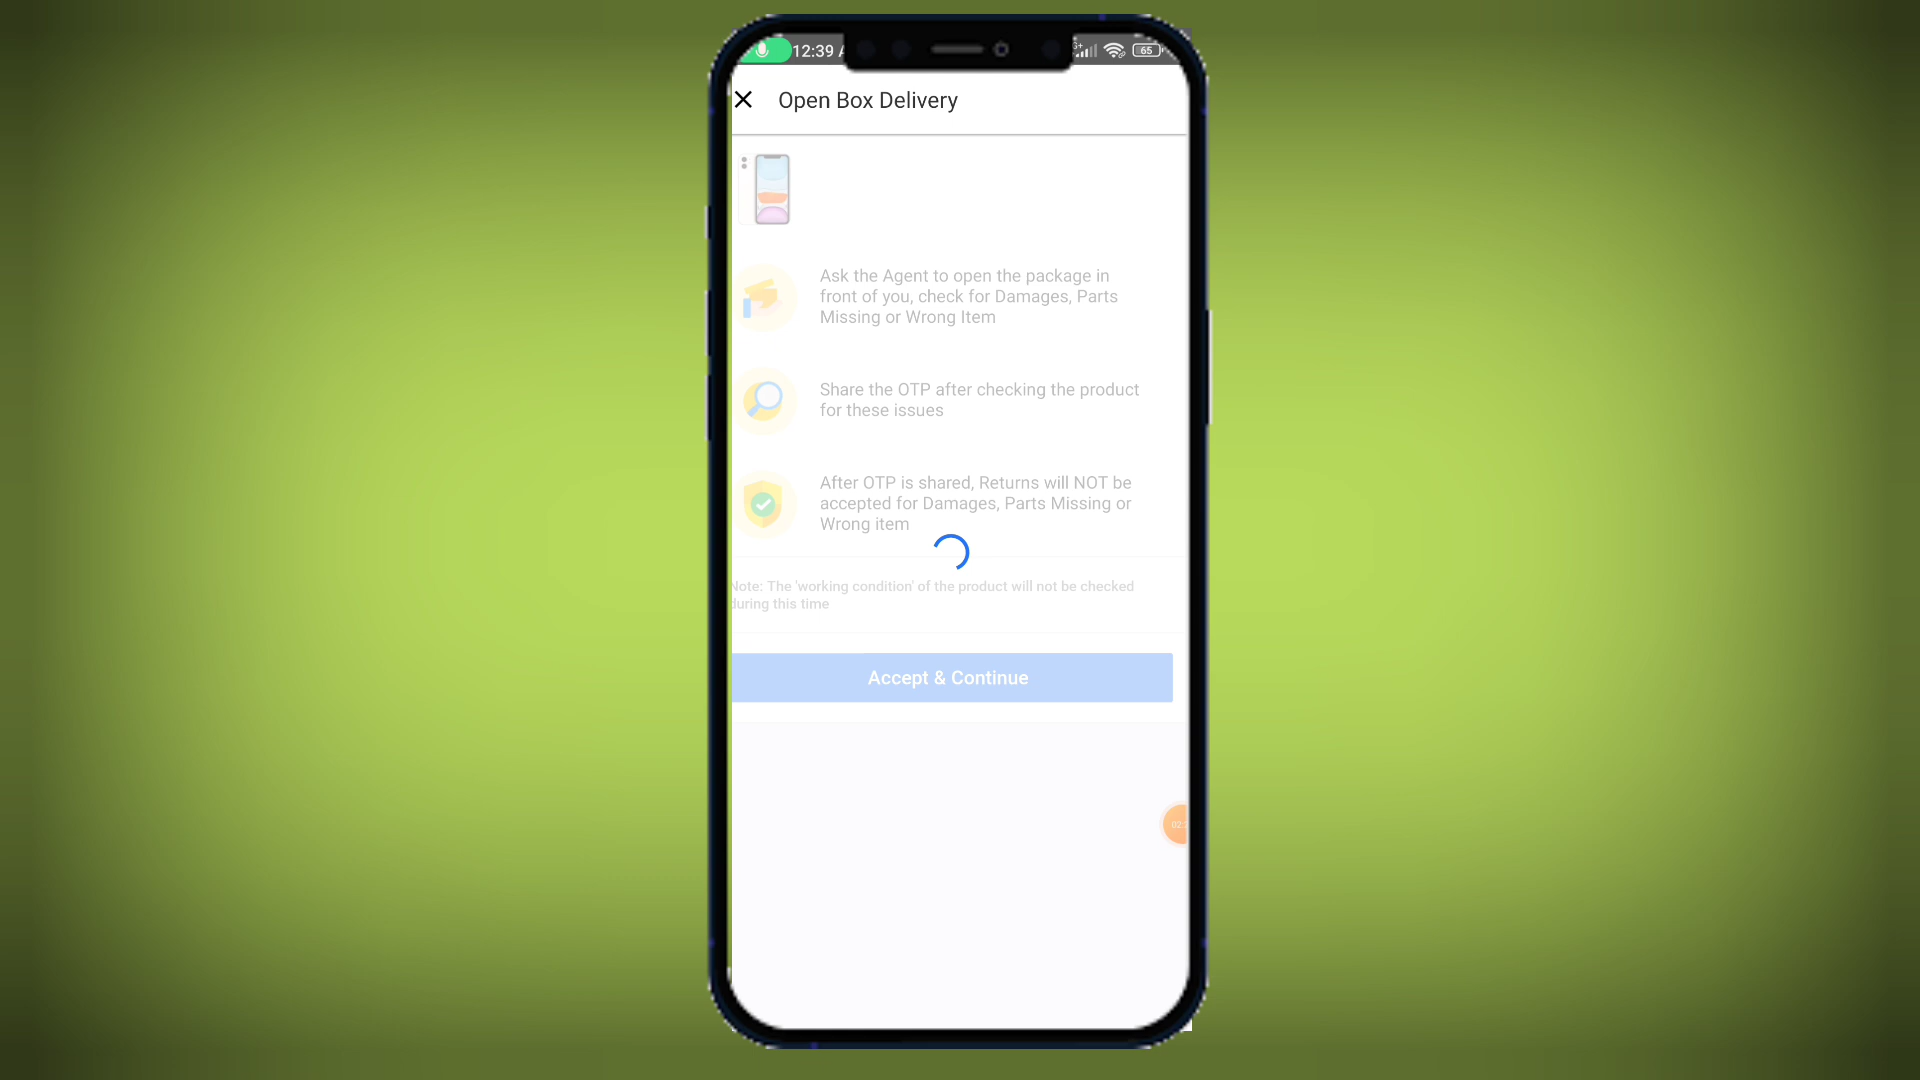 12:39
65
Open Box Delivery
Ask the Agent to open the package in
front of you, check for Damages, Parts
Missing or Wrong Item
Share the OTP after checking the product
for these issues
After OTP is shared, Returns will NOT be
accepted for Damages, Parts Missing or
Wrong item
Note: The 'working condition' of the product will not be checked
during this time
Accept & Continue